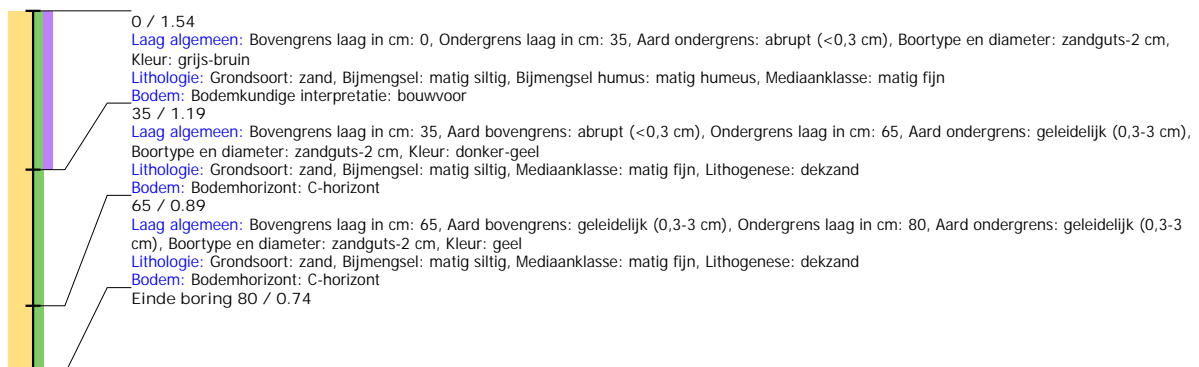 0 / 1.54
Laag algemeen: Bovengrens laag in cm: 0, Ondergrens laag in cm: 35, Aard ondergrens: abrupt (<0,3 cm), Boortype en diameter: zandguts-2 cm,
Kleur: grijs-bruin
Lithologie: Grondsoort: zand, Bijmengsel: matig siltig, Bijmengsel humus: matig humeus, Mediaanklasse: matig fijn
Bodem: Bodemkundige interpretatie: bouwvoor
35 / 1.19
Laag algemeen: Bovengrens laag in cm: 35, Aard bovengrens: abrupt (<0,3 cm), Ondergrens laag in cm: 65, Aard ondergrens: geleidelijk (0,3-3 cm),
Boortype en diameter: zandguts-2 cm, Kleur: donker-geel
Lithologie: Grondsoort: zand, Bijmengsel: matig siltig, Mediaanklasse: matig fijn, Lithogenese: dekzand
Bodem: Bodemhorizont: C-horizont
65 / 0.89
Laag algemeen: Bovengrens laag in cm: 65, Aard bovengrens: geleidelijk (0,3-3 cm), Ondergrens laag in cm: 80, Aard ondergrens: geleidelijk (0,3-3
cm), Boortype en diameter: zandguts-2 cm, Kleur: geel
Lithologie: Grondsoort: zand, Bijmengsel: matig siltig, Mediaanklasse: matig fijn, Lithogenese: dekzand
Bodem: Bodemhorizont: C-horizont
Einde boring 80 / 0.74